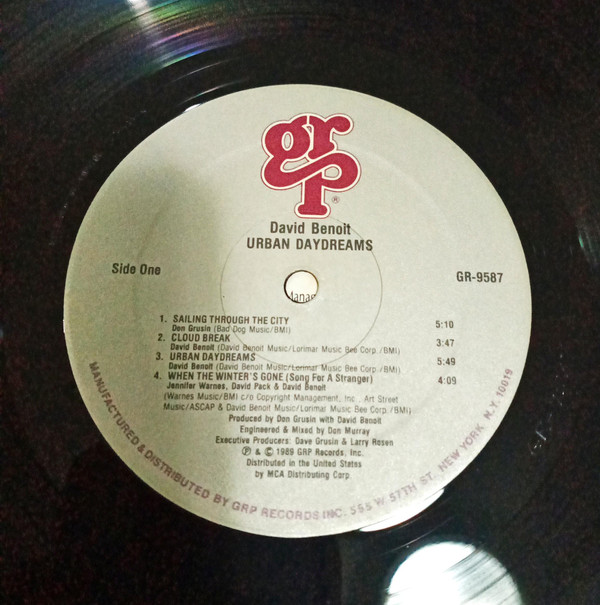 grp®
David Benoit
URBAN DAYDREAMS
Side One
GR-9587
1. SAILING THROUGH THE CITY
Don Grusin (Bad Dog Music/BMI) 5:10
2. CLOUD BREAK 3:47
David Benoit (David Benoit Music/Lorimar Music Bee Corp./BMI)
3. URBAN DAYDREAMS 5:49
David Benoit (David Benoit Music/Lorimar Music Bee Corp./BMI)
4. WHEN THE WINTER'S GONE (Song For A Stranger) 4:09
Jennifer Warnes, David Pack & David Benoit
(Warnes Music/BMI) c/o Copyright Management, Inc., Art Street
Music/ASCAP & David Benoit Music/Lorimar Music Bee Corp./BMI)
Produced by Don Grusin with David Benoit
Engineered & Mixed by Don Murray
Executive Producers: Dave Grusin & Larry Rosen
℗ & © 1989 GRP Records, Inc.
Distributed in the United States
by MCA Distributing Corp.
MANUFACTURED & DISTRIBUTED BY GRP RECORDS INC. 555 W. 57TH ST. NEW YORK N.Y. 10019